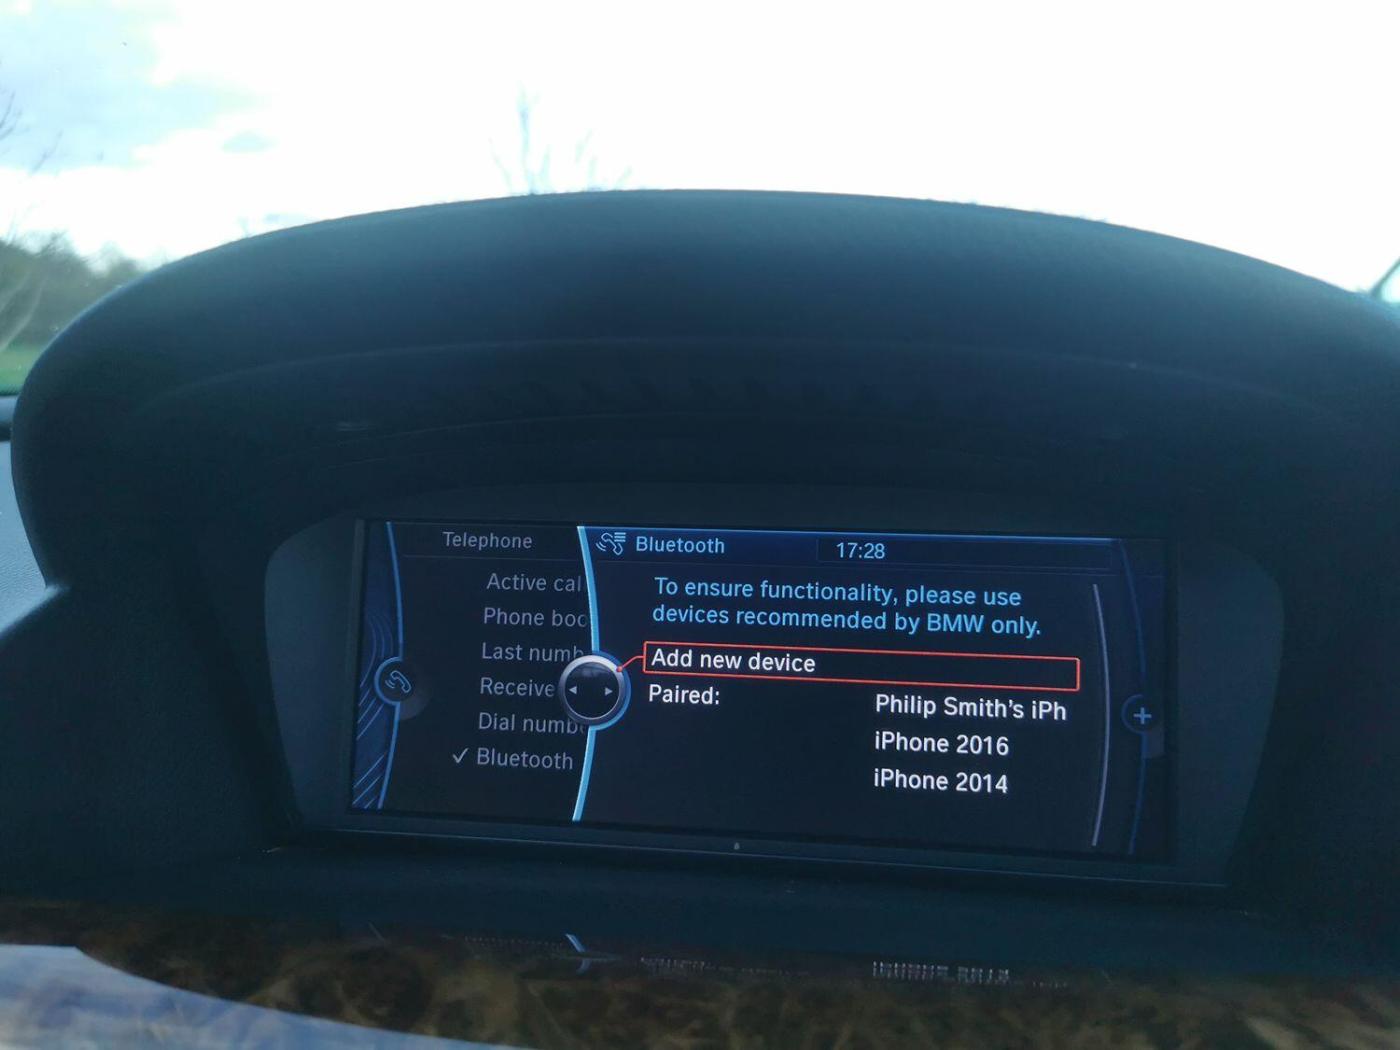 Telephone
Active cal
Phone boo
Last numb
Receive
Dial numb
✓ Bluetooth
Bluetooth
17:28
To ensure functionality, please use
devices recommended by BMW only.
Add new device
Paired: Philip Smith's iPh
iPhone 2016
iPhone 2014